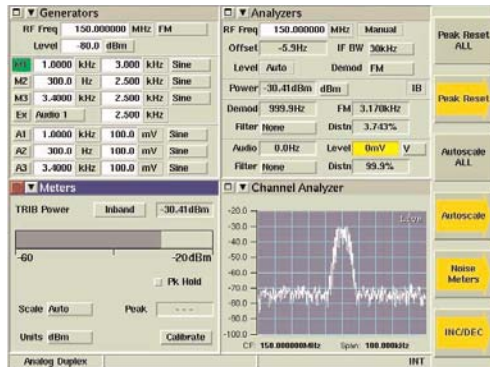 Generators
RF Freq 150.000000 MHz FM
Level -80.0 dBm
M1 1.0000 kHz 3.000 kHz Sine
M2 300.0 Hz 2.500 kHz Sine
M3 3.4000 kHz 2.500 kHz Sine
Ex Audio 1 2.500 kHz
A1 1.0000 kHz 100.0 mV Sine
A2 300.0 Hz 100.0 mV Sine
A3 3.4000 kHz 100.0 mV Sine
Analyzers
RF Freq 150.000000 MHz Manual
Offset -5.9Hz IF BW 30kHz
Level Auto Demod FM
Power -30.41dBm dBm IB
Demod 999.9Hz FM 3.170kHz
Filter None Distn 3.743%
Audio 0.0Hz Level 0mV V
Filter None Distn 99.9%
Meters
TRIB Power Inband -30.41dBm
-60 -20dBm
Pk Hold
Scale Auto Peak ---
Units dBm Calibrate
Channel Analyzer
Live
-20.0
-30.0
-40.0
-50.0
-60.0
-70.0
-80.0
-90.0
-100.0
CF: 150.000000MHz Span: 100.000kHz
Analog Duplex INT
Peak Reset
ALL
Peak Reset
Autoscale
ALL
Autoscale
Noise
Meters
INC/DEC